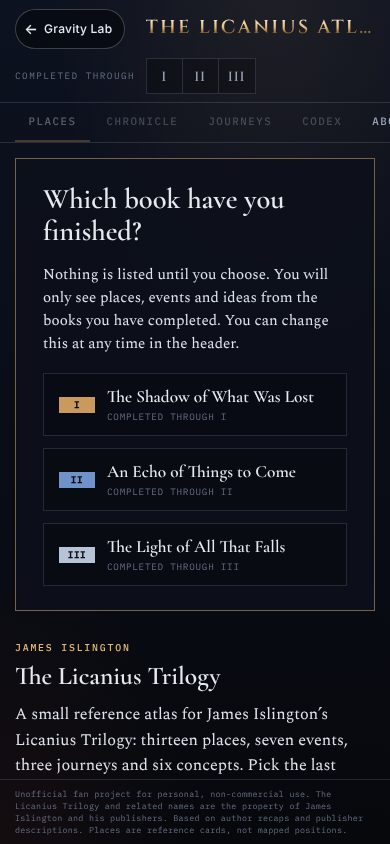 ← Gravity Lab
THE LICANIUS ATL…
COMPLETED THROUGH
I II III
PLACES CHRONICLE JOURNEYS CODEX ABO
Which book have you
finished?
Nothing is listed until you choose. You will
only see places, events and ideas from the
books you have completed. You can change
this at any time in the header.
I
The Shadow of What Was Lost
COMPLETED THROUGH I
II
An Echo of Things to Come
COMPLETED THROUGH II
III
The Light of All That Falls
COMPLETED THROUGH III
JAMES ISLINGTON
The Licanius Trilogy
A small reference atlas for James Islington’s
Licanius Trilogy: thirteen places, seven events,
three journeys and six concepts. Pick the last
Unofficial fan project for personal, non-commercial use. The
Licanius Trilogy and related names are the property of James
Islington and his publishers. Based on author recaps and publisher
descriptions. Places are reference cards, not mapped positions.